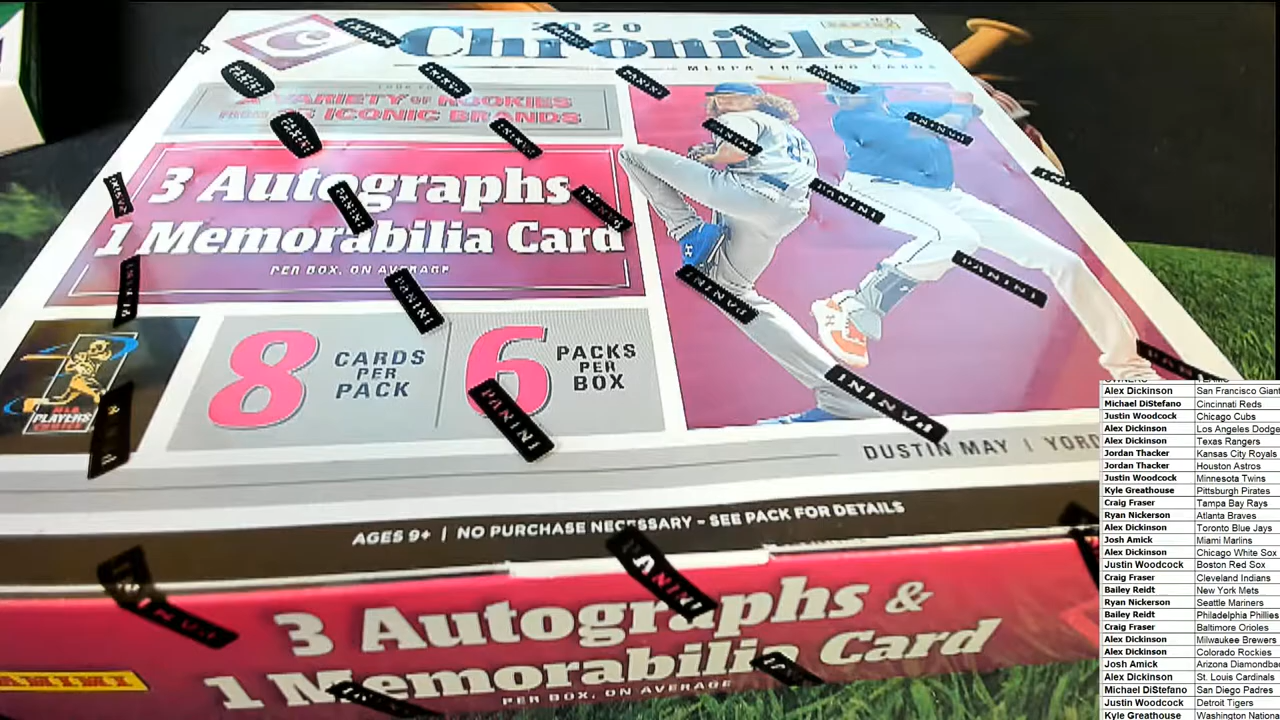 2020
Chronicles
MLBPA TRADING CARDS
VARIETY OF ROOKIES
ICONIC BRANDS
3 Autographs
1 Memorabilia Card
PER BOX, ON AVERAGE
8 CARDS PER PACK
6 PACKS PER BOX
PLAYERS
DUSTIN MAY | YORD
AGES 9+ | NO PURCHASE NECESSARY - SEE PACK FOR DETAILS
3 Autographs &
1 Memorabilia Card
PER BOX, ON AVERAGE
PANINI
OWNERS TEAMS
Alex Dickinson San Francisco Giant
Michael DiStefano Cincinnati Reds
Justin Woodcock Chicago Cubs
Alex Dickinson Los Angeles Dodge
Alex Dickinson Texas Rangers
Jordan Thacker Kansas City Royals
Jordan Thacker Houston Astros
Justin Woodcock Minnesota Twins
Kyle Greathouse Pittsburgh Pirates
Craig Fraser Tampa Bay Rays
Ryan Nickerson Atlanta Braves
Alex Dickinson Toronto Blue Jays
Josh Amick Miami Marlins
Alex Dickinson Chicago White Sox
Justin Woodcock Boston Red Sox
Craig Fraser Cleveland Indians
Bailey Reidt New York Mets
Ryan Nickerson Seattle Mariners
Bailey Reidt Philadelphia Phillies
Craig Fraser Baltimore Orioles
Alex Dickinson Milwaukee Brewers
Alex Dickinson Colorado Rockies
Josh Amick Arizona Diamondba
Alex Dickinson St. Louis Cardinals
Michael DiStefano San Diego Padres
Justin Woodcock Detroit Tigers
Kyle Greathouse Washington Nationa